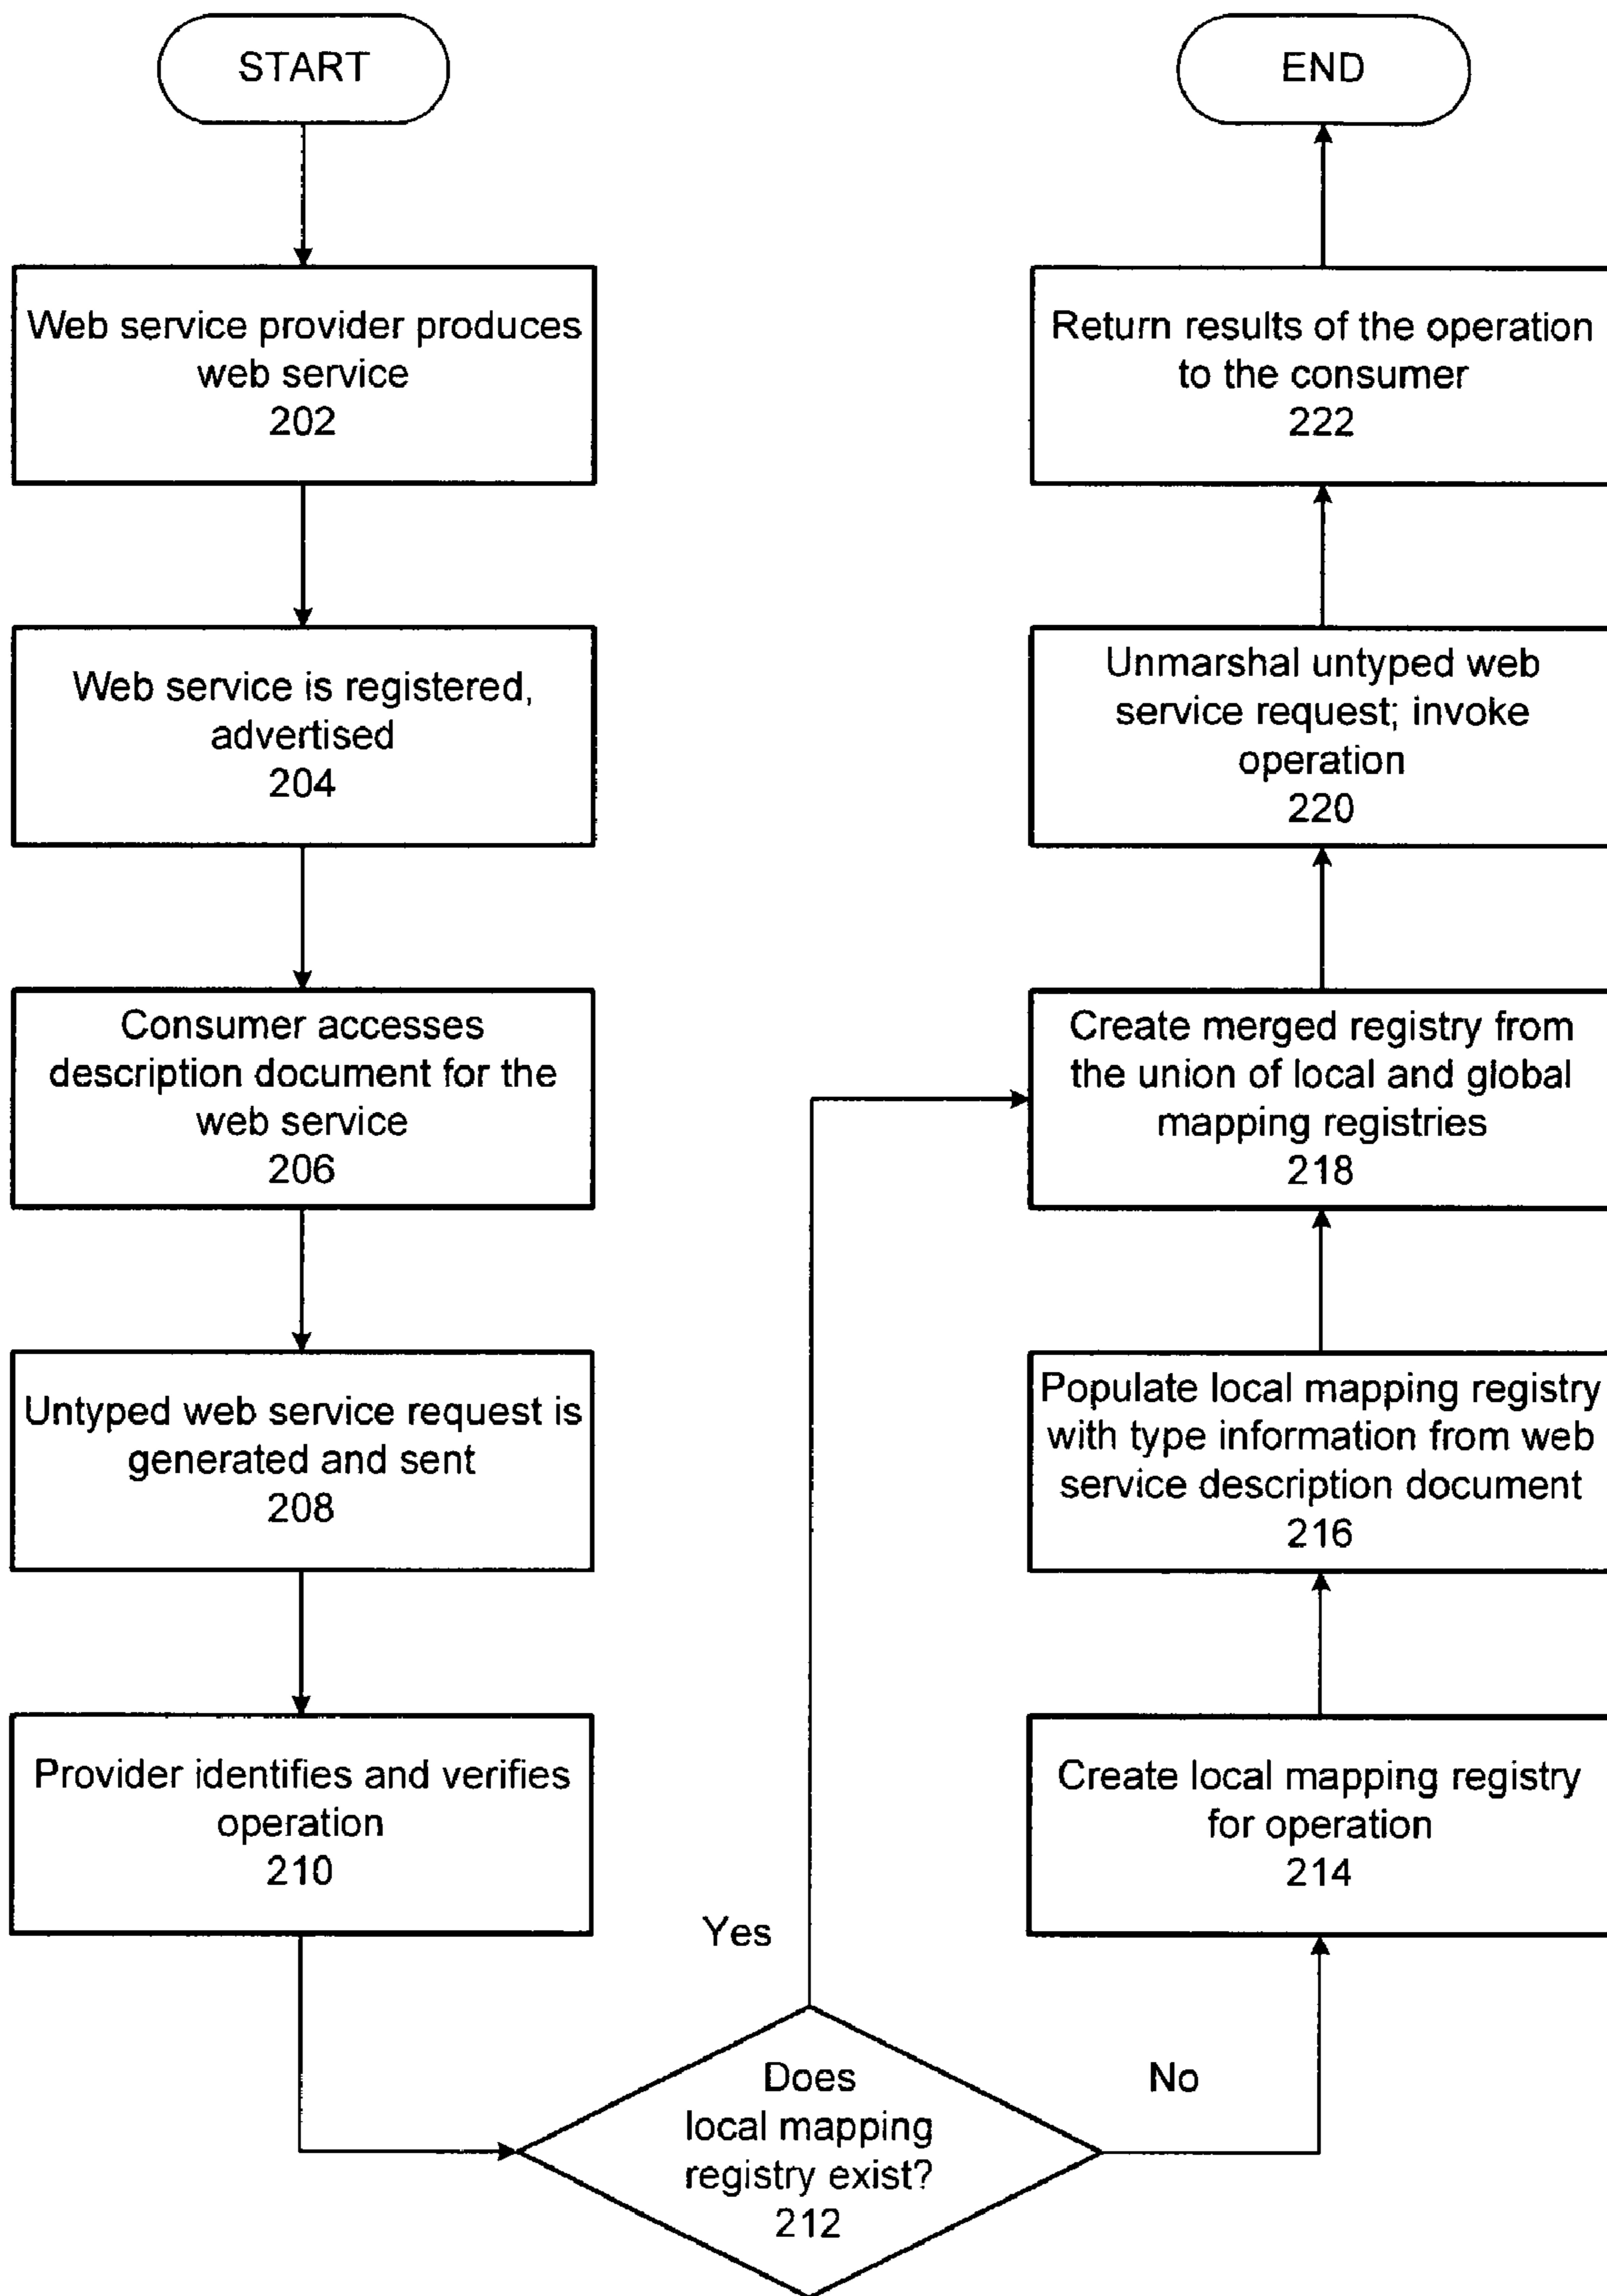 START
Web service provider produces
web service
202
Web service is registered,
advertised
204
Consumer accesses
description document for the
web service
206
Untyped web service request is
generated and sent
208
Provider identifies and verifies
operation
210
Does
local mapping
registry exist?
212
Yes
No
Create local mapping registry
for operation
214
Populate local mapping registry
with type information from web
service description document
216
Create merged registry from
the union of local and global
mapping registries
218
Unmarshal untyped web
service request; invoke
operation
220
Return results of the operation
to the consumer
222
END